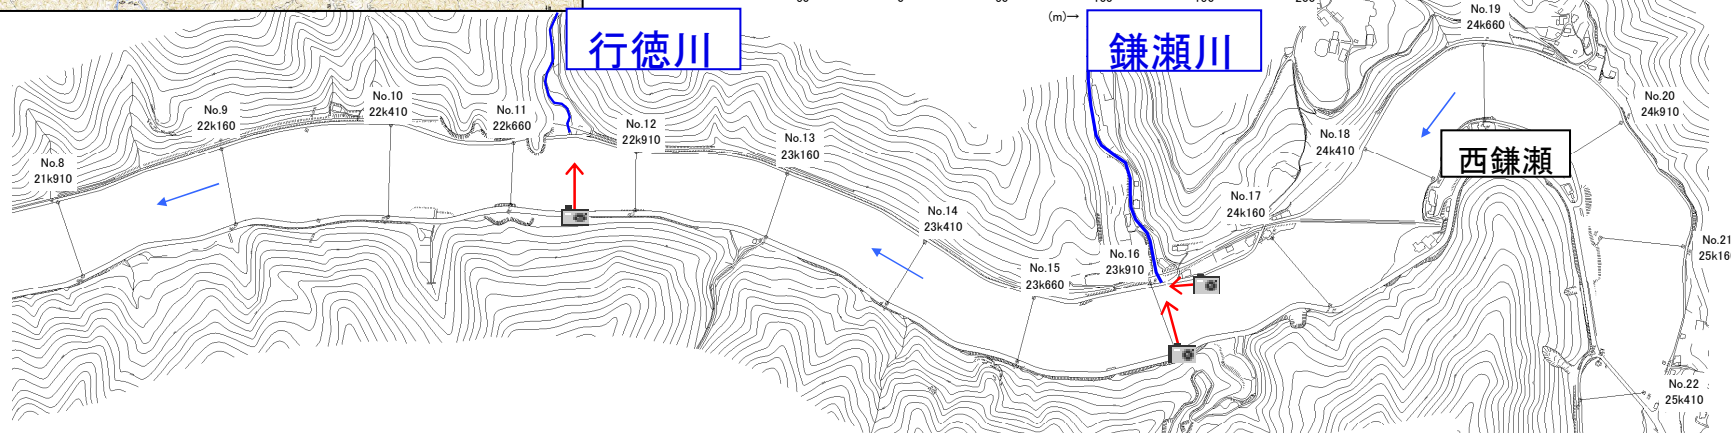 (m)→
行徳川
鎌瀬川
西鎌瀬
No.8
21k910
No.9
22k160
No.10
22k410
No.11
22k660
No.12
22k910
No.13
23k160
No.14
23k410
No.15
23k660
No.16
23k910
No.17
24k160
No.18
24k410
No.19
24k660
No.20
24k910
No.21
25k16
No.22
25k410